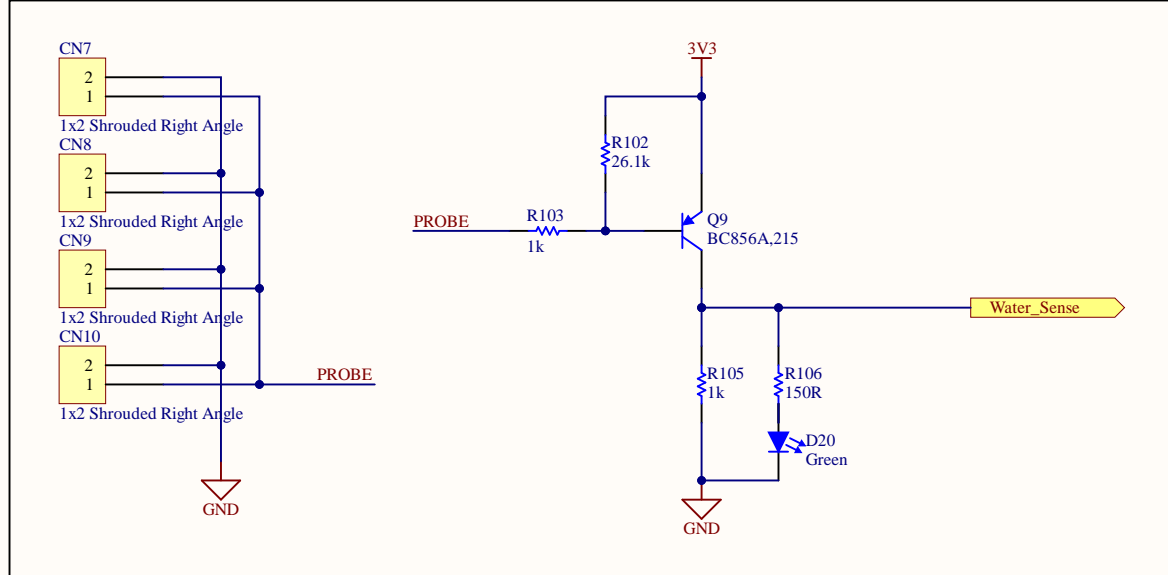 CN7
2
1
1x2 Shrouded Right Angle
CN8
2
1
1x2 Shrouded Right Angle
CN9
2
1
1x2 Shrouded Right Angle
CN10
2
1
1x2 Shrouded Right Angle
PROBE
GND
3V3
R102
26.1k
PROBE
R103
1k
Q9
BC856A,215
Water_Sense
R105
1k
R106
150R
D20
Green
GND